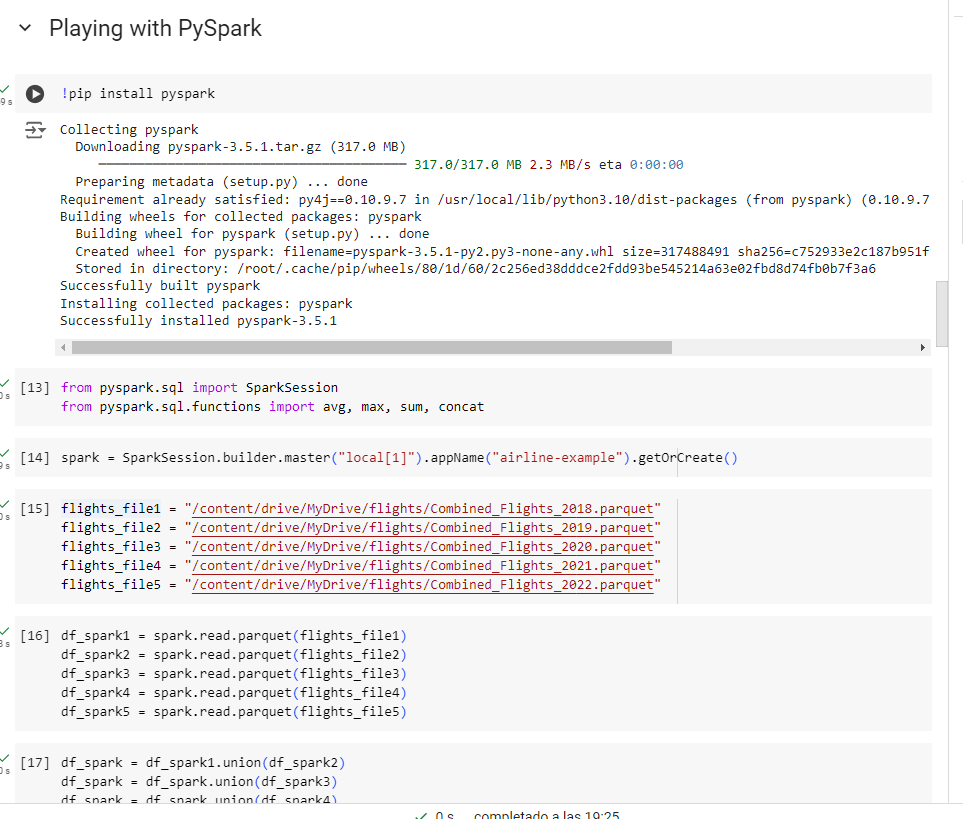 Playing with PySpark
9 s
!pip install pyspark
Collecting pyspark
Downloading pyspark-3.5.1.tar.gz (317.0 MB)
317.0/317.0 MB 2.3 MB/s eta 0:00:00
Preparing metadata (setup.py) ... done
Requirement already satisfied: py4j==0.10.9.7 in /usr/local/lib/python3.10/dist-packages (from pyspark) (0.10.9.7
Building wheels for collected packages: pyspark
Building wheel for pyspark (setup.py) ... done
Created wheel for pyspark: filename=pyspark-3.5.1-py2.py3-none-any.whl size=317488491 sha256=c752933e2c187b951f
Stored in directory: /root/.cache/pip/wheels/80/1d/60/2c256ed38dddce2fdd93be545214a63e02fbd8d74fb0b7f3a6
Successfully built pyspark
Installing collected packages: pyspark
Successfully installed pyspark-3.5.1
0 s
[13] from pyspark.sql import SparkSession
from pyspark.sql.functions import avg, max, sum, concat
9 s
[14] spark = SparkSession.builder.master("local[1]").appName("airline-example").getOrCreate()
0 s
[15] flights_file1 = "/content/drive/MyDrive/flights/Combined_Flights_2018.parquet"
flights_file2 = "/content/drive/MyDrive/flights/Combined_Flights_2019.parquet"
flights_file3 = "/content/drive/MyDrive/flights/Combined_Flights_2020.parquet"
flights_file4 = "/content/drive/MyDrive/flights/Combined_Flights_2021.parquet"
flights_file5 = "/content/drive/MyDrive/flights/Combined_Flights_2022.parquet"
[16] df_spark1 = spark.read.parquet(flights_file1)
df_spark2 = spark.read.parquet(flights_file2)
df_spark3 = spark.read.parquet(flights_file3)
df_spark4 = spark.read.parquet(flights_file4)
df_spark5 = spark.read.parquet(flights_file5)
0 s
[17] df_spark = df_spark1.union(df_spark2)
df_spark = df_spark.union(df_spark3)
df_spark = df_spark.union(df_spark4)
0 s completado a las 19:25